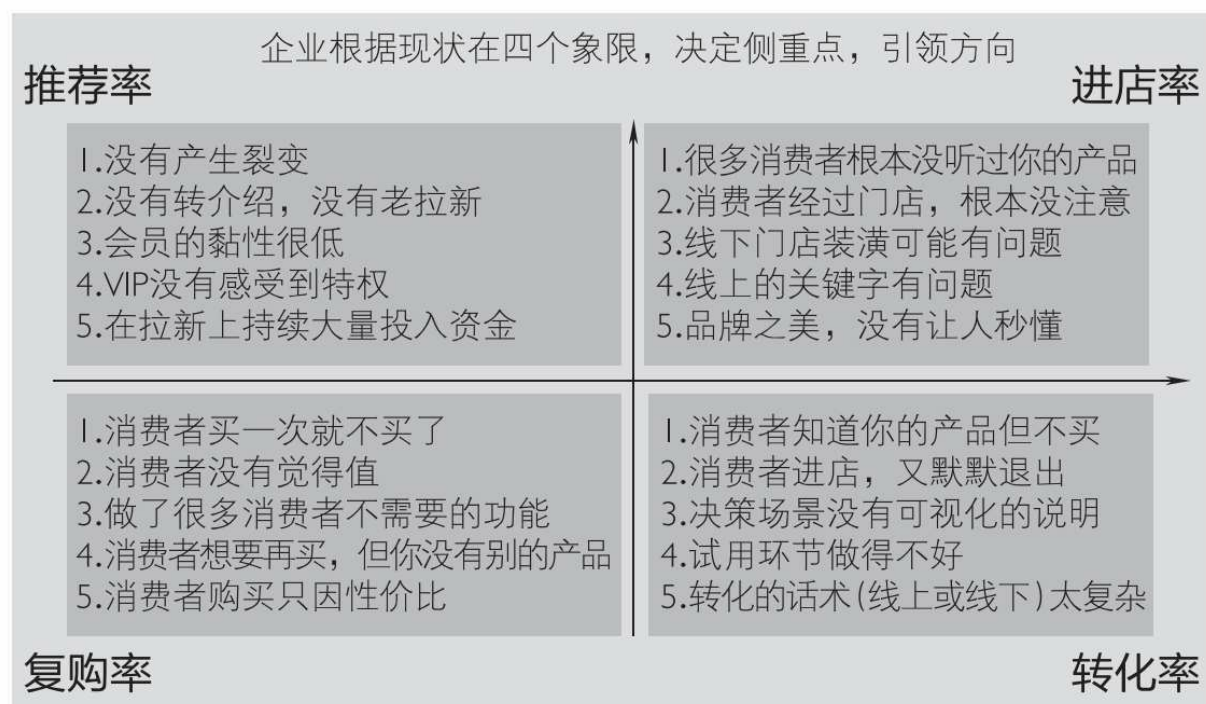 企业根据现状在四个象限，决定侧重点，引领方向
推荐率
进店率
1.没有产生裂变
2.没有转介绍，没有老拉新
3.会员的黏性很低
4.VIP没有感受到特权
5.在拉新上持续大量投入资金
1.很多消费者根本没听过你的产品
2.消费者经过门店，根本没注意
3.线下门店装潢可能有问题
4.线上的关键字有问题
5.品牌之美，没有让人秒懂
1.消费者买一次就不买了
2.消费者没有觉得值
3.做了很多消费者不需要的功能
4.消费者想要再买，但你没有别的产品
5.消费者购买只因性价比
1.消费者知道你的产品但不买
2.消费者进店，又默默退出
3.决策场景没有可视化的说明
4.试用环节做得不好
5.转化的话术(线上或线下)太复杂
复购率
转化率